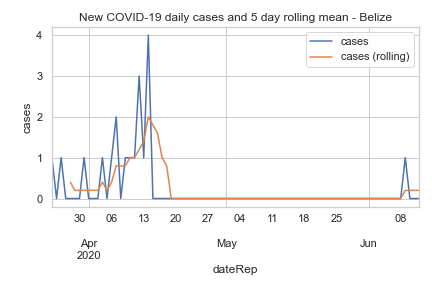 New COVID-19 daily cases and 5 day rolling mean - Belize
cases
cases (rolling)
4
3
2
1
0
cases
30 06 13 20 27 04 11 18 25 08
Apr May Jun
2020
dateRep